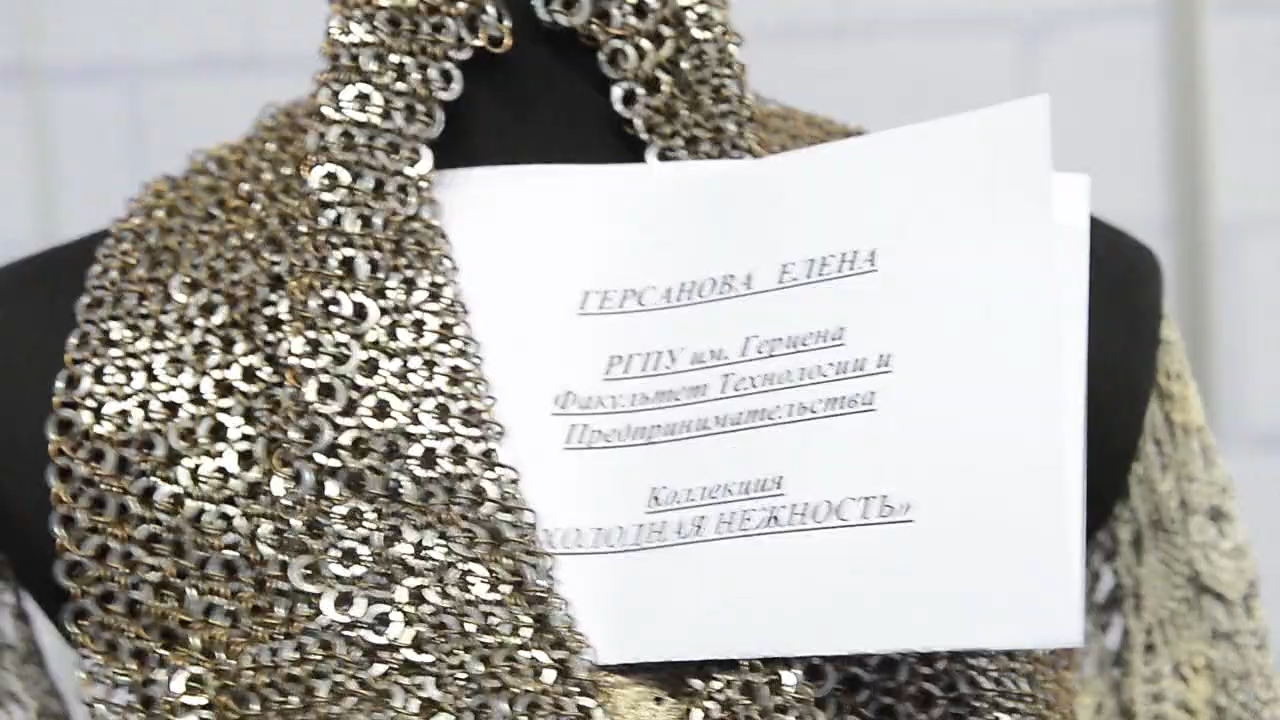 ГЕРСАНОВА ЕЛЕНА
РГПУ им. Герцена
Факультет Технологии и
Предпринимательства
Коллекция
ХОЛОДНАЯ НЕЖНОСТЬ»